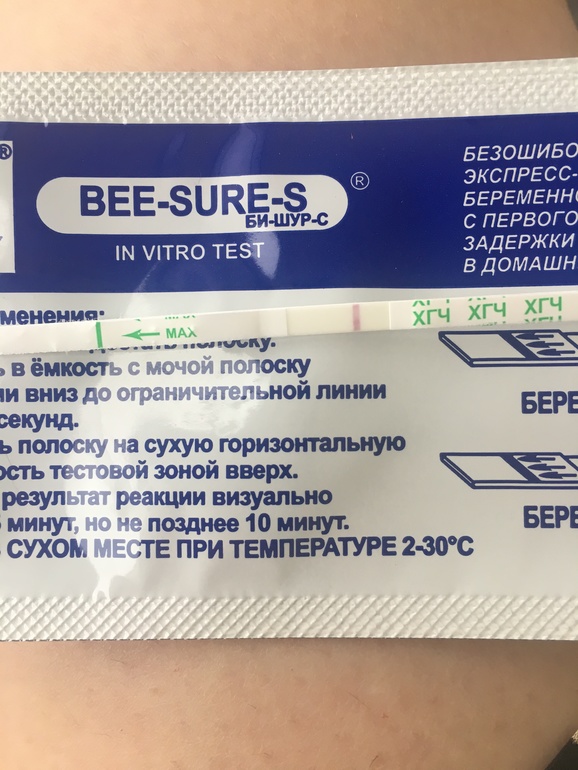 ®
BEE-SURE-S ®
БИ-ШУР-С
IN VITRO TEST
БЕЗОШИБО
ЭКСПРЕСС-
БЕРЕМЕНН
С ПЕРВОГО
ЗАДЕРЖКИ
В ДОМАШН
менения:
MAX
ХГЧ ХГЧ ХГЧ
полоску.
ь в ёмкость с мочой полоску
ми вниз до ограничительной линии
секунд.
ь полоску на сухую горизонтальную
ость тестовой зоной вверх.
результат реакции визуально
минут, но не позднее 10 минут.
СУХОМ МЕСТЕ ПРИ ТЕМПЕРАТУРЕ 2-30°С
БЕРЕ
БЕРЕ